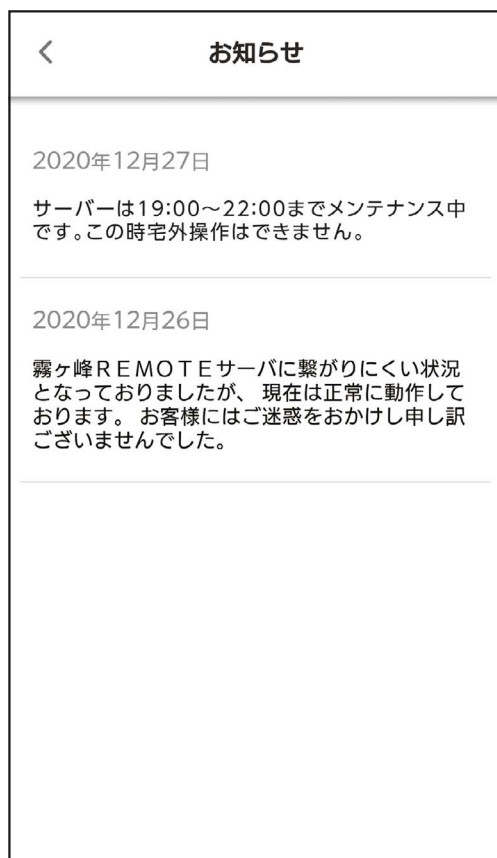 お知らせ
2020年12月27日
サーバーは19:00～22:00までメンテナンス中
です。この時宅外操作はできません。
2020年12月26日
霧ヶ峰ＲＥＭＯＴＥサーバに繋がりにくい状況
となっておりましたが、 現在は正常に動作して
おります。 お客様にはご迷惑をおかけし申し訳
ございませんでした。